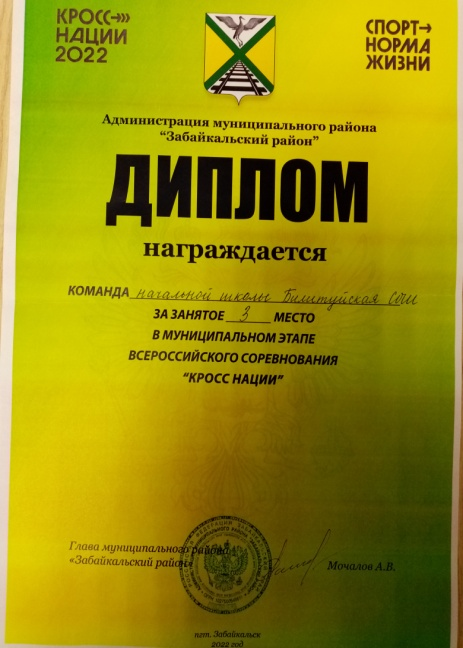 КРОСС
НАЦИИ
2022
СПОРТ
НОРМА
ЖИЗНИ
Администрация муниципального района
“Забайкальский район”
ДИПЛОМ
награждается
КОМАНДА начальной школы Билитуйская СОШ
ЗА ЗАНЯТОЕ 3 МЕСТО
В МУНИЦИПАЛЬНОМ ЭТАПЕ
ВСЕРОССИЙСКОГО СОРЕВНОВАНИЯ
“КРОСС НАЦИИ”
Глава муниципального района
«Забайкальский район»
Мочалов А.В.
пгт. Забайкальск
2022 год